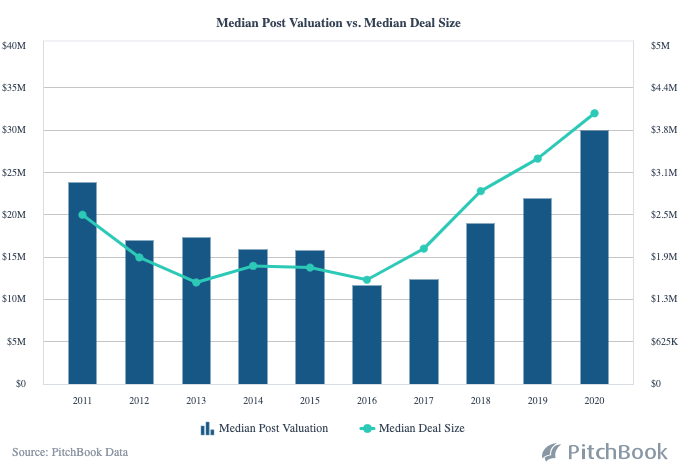 Median Post Valuation vs. Median Deal Size
$40M $5M
$35M $4.4M
$30M $3.8M
$25M $3.1M
$20M $2.5M
$15M $1.9M
$10M $1.3M
$5M $625K
$0 $0
2011 2012 2013 2014 2015 2016 2017 2018 2019 2020
Median Post Valuation Median Deal Size
Source: PitchBook Data
PitchBook